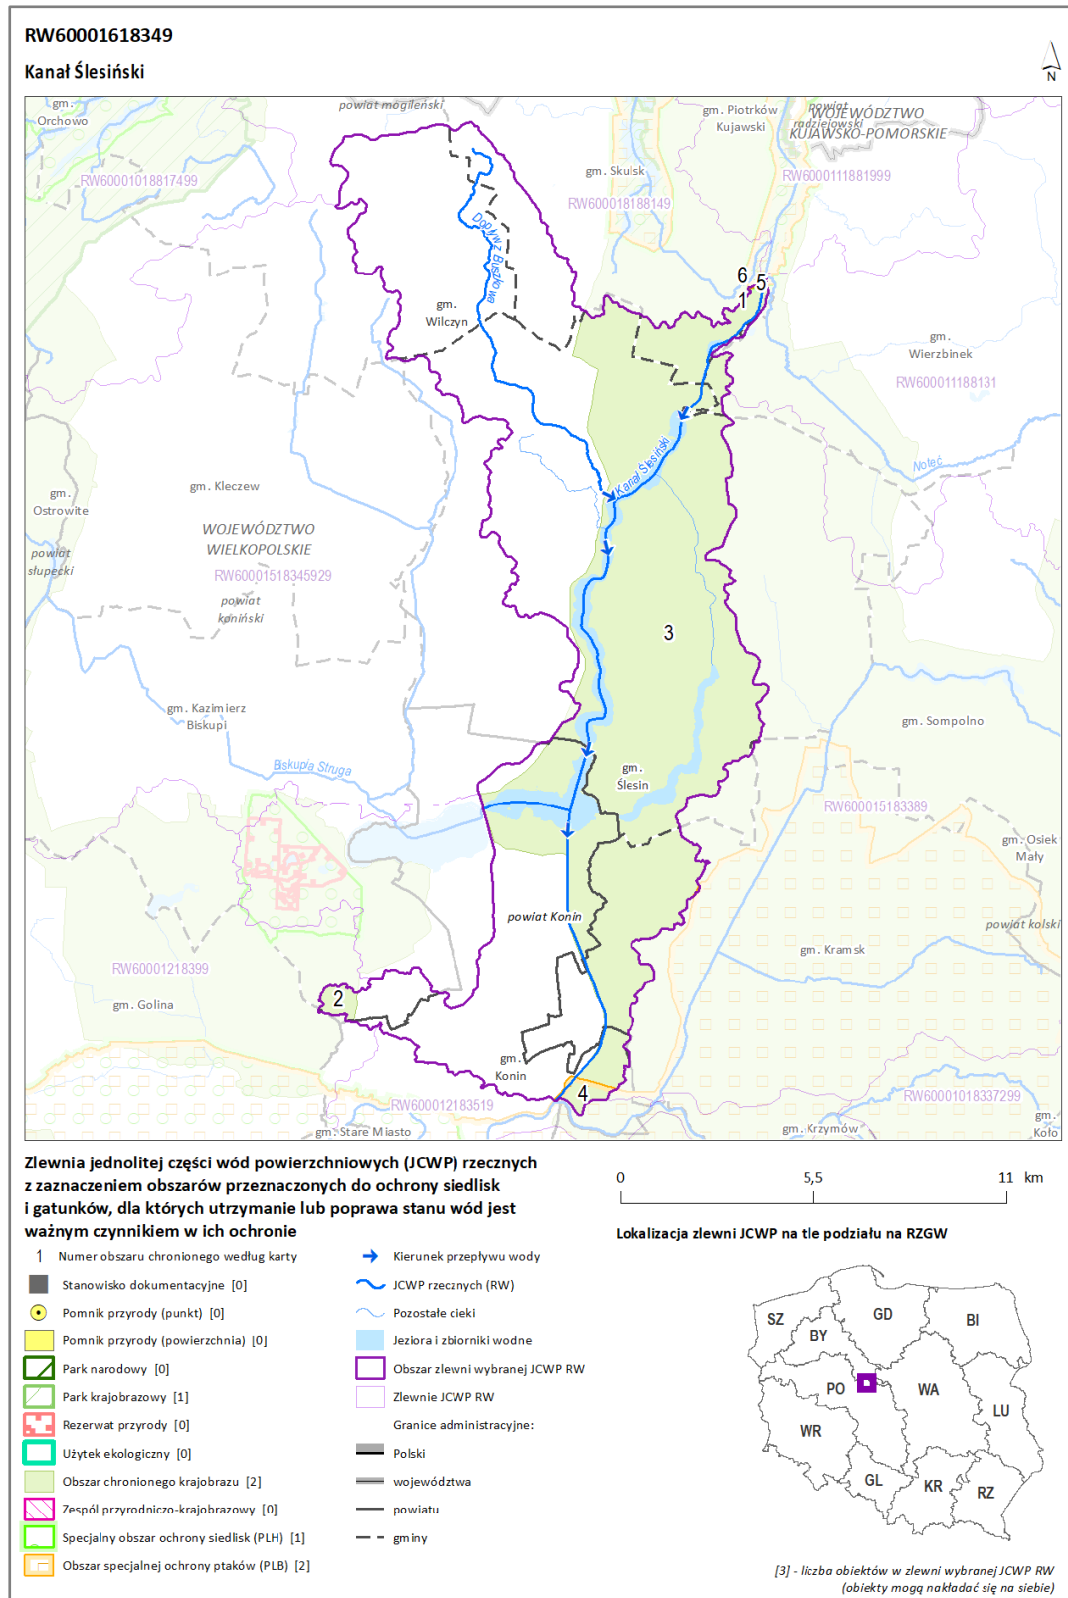 RW60001618349
Kanał Ślesiński
N
gm.
Orchowo
powiat mogileński
gm. Piotrków
Kujawski
powiat
radziejowski
WOJEWÓDZTWO
KUJAWSKO-POMORSKIE
RW60001018817499
gm. Skulsk
RW600018188149
RW6000111881999
Dopływ z Buszkowa
6
5
1
gm.
Wilczyn
gm.
Wierzbinek
RW600011188131
Kanał Ślesiński
Noteć
gm. Kleczew
gm.
Ostrowite
WOJEWÓDZTWO
WIELKOPOLSKIE
powiat
słupecki
RW60001518345929
powiat
koniński
3
gm. Kazimierz
Biskupi
gm. Sompolno
Biskupia Struga
gm.
Ślesin
RW600015183389
gm. Osiek
Mały
powiat Konin
powiat kolski
gm. Kramsk
RW60001218399
gm. Golina
2
gm.
Konin
4
RW600012183519
RW60001018337299
gm. Stare Miasto
gm. Krzymów
gm.
Koło
Zlewnia jednolitej części wód powierzchniowych (JCWP) rzecznych
z zaznaczeniem obszarów przeznaczonych do ochrony siedlisk
i gatunków, dla których utrzymanie lub poprawa stanu wód jest
ważnym czynnikiem w ich ochronie
0 5,5 11 km
Lokalizacja zlewni JCWP na tle podziału na RZGW
1 Numer obszaru chronionego według karty
Stanowisko dokumentacyjne [0]
Pomnik przyrody (punkt) [0]
Pomnik przyrody (powierzchnia) [0]
Park narodowy [0]
Park krajobrazowy [1]
Rezerwat przyrody [0]
Użytek ekologiczny [0]
Obszar chronionego krajobrazu [2]
Zespół przyrodniczo-krajobrazowy [0]
Specjalny obszar ochrony siedlisk (PLH) [1]
Obszar specjalnej ochrony ptaków (PLB) [2]
Kierunek przepływu wody
JCWP rzecznych (RW)
Pozostałe cieki
Jeziora i zbiorniki wodne
Obszar zlewni wybranej JCWP RW
Zlewnie JCWP RW
Granice administracyjne:
Polski
województwa
powiatu
gminy
SZ
GD
BI
BY
PO
WA
LU
WR
GL
KR
RZ
[3] - liczba obiektów w zlewni wybranej JCWP RW
(obiekty mogą nakładać się na siebie)